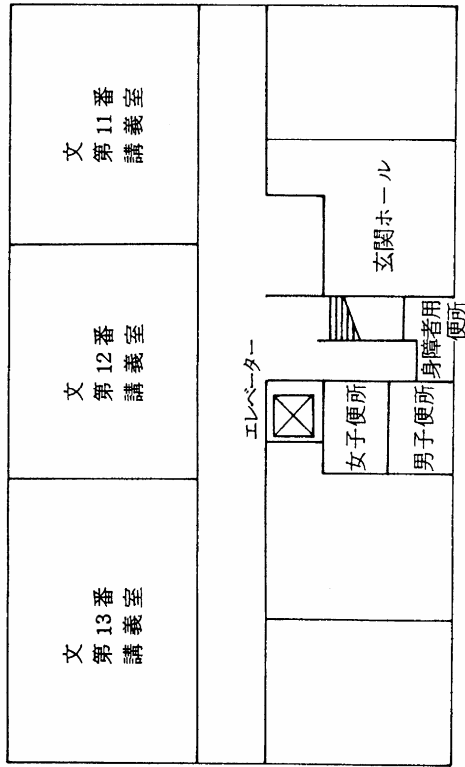 文
第13番
講義室
文
第12番
講義室
文
第11番
講義室
エレベーター
女子便所
男子便所
身障者用
便所
玄関ホール